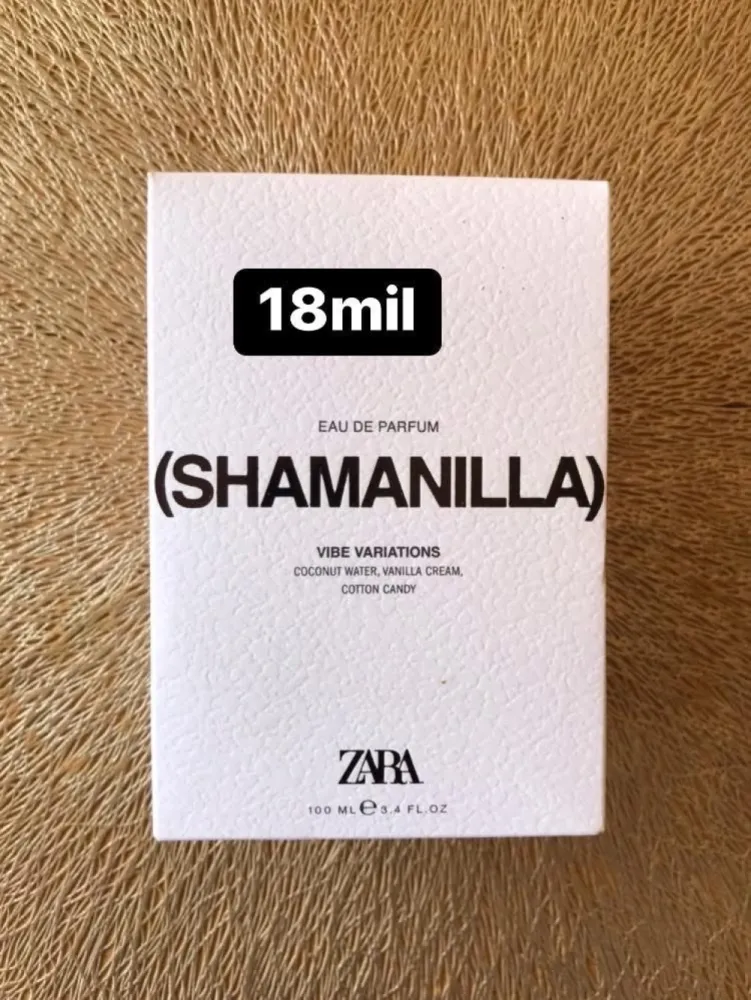 18mil
EAU DE PARFUM
(SHAMANILLA)
VIBE VARIATIONS
COCONUT WATER, VANILLA CREAM,
COTTON CANDY
ZARA
100 ML ℮ 3.4 FL.OZ